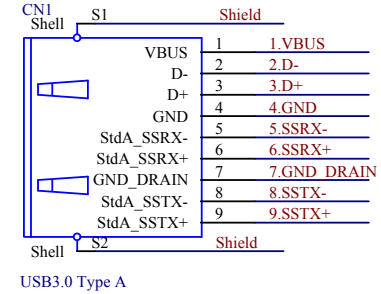 CN1
Shell S1 Shield
VBUS 1 1.VBUS
D- 2 2.D-
D+ 3 3.D+
GND 4 4.GND
StdA_SSRX- 5 5.SSRX-
StdA_SSRX+ 6 6.SSRX+
GND_DRAIN 7 7.GND_DRAIN
StdA_SSTX- 8 8.SSTX-
StdA_SSTX+ 9 9.SSTX+
Shell S2 Shield
USB3.0 Type A